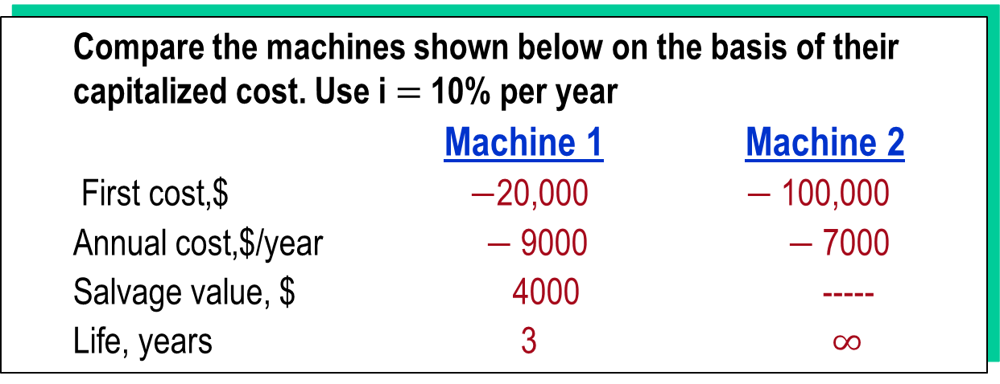 Compare the machines shown below on the basis of their
capitalized cost. Use i = 10% per year
Machine 1 Machine 2
First cost,$ —20,000 — 100,000
Annual cost,$/year — 9000 — 7000
Salvage value, $ 4000 -----
Life, years 3 ∞